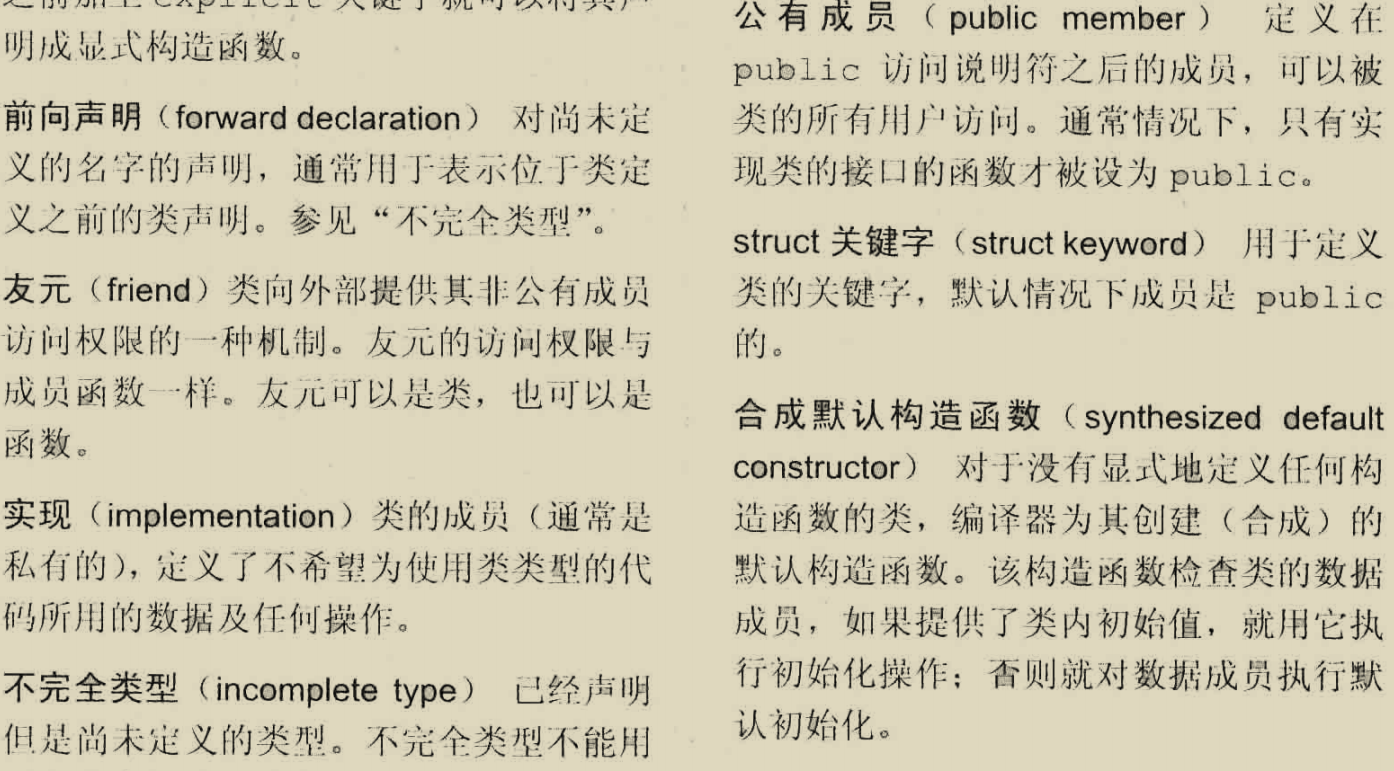 之前加上 explicit 关键字就可以将其声
明成显式构造函数。
前向声明（forward declaration） 对尚未定
义的名字的声明，通常用于表示位于类定
义之前的类声明。参见“不完全类型”。
友元（friend）类向外部提供其非公有成员
访问权限的一种机制。友元的访问权限与
成员函数一样。友元可以是类，也可以是
函数。
实现（implementation）类的成员（通常是
私有的），定义了不希望为使用类类型的代
码所用的数据及任何操作。
不完全类型（incomplete type） 已经声明
但是尚未定义的类型。不完全类型不能用
公有成员（public member） 定义在
public 访问说明符之后的成员，可以被
类的所有用户访问。通常情况下，只有实
现类的接口的函数才被设为 public。
struct 关键字（struct keyword） 用于定义
类的关键字，默认情况下成员是 public
的。
合成默认构造函数（synthesized default
constructor） 对于没有显式地定义任何构
造函数的类，编译器为其创建（合成）的
默认构造函数。该构造函数检查类的数据
成员，如果提供了类内初始值，就用它执
行初始化操作；否则就对数据成员执行默
认初始化。